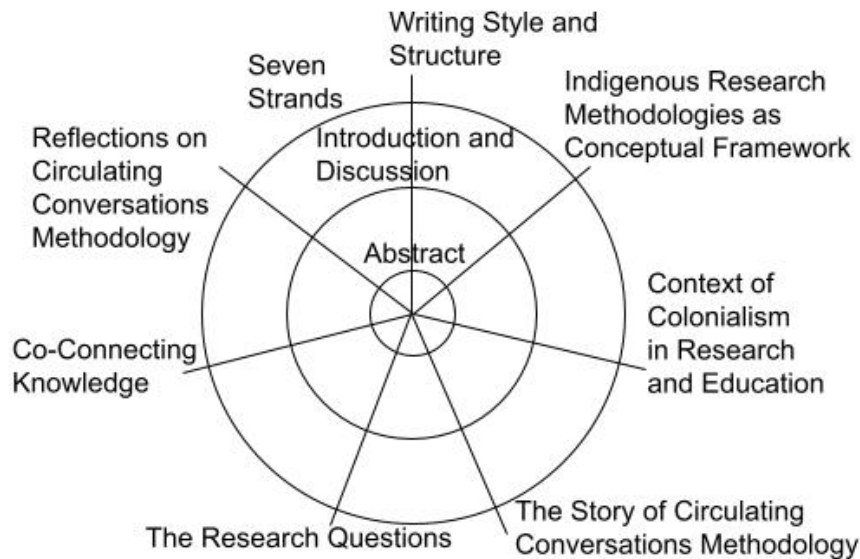 Writing Style and
Structure
Seven
Strands
Indigenous Research
Methodologies as
Conceptual Framework
Reflections on
Circulating
Conversations
Methodology
Introduction and
Discussion
Abstract
Context of
Colonialism
in Research
and Education
Co-Connecting
Knowledge
The Research Questions
The Story of Circulating
Conversations Methodology